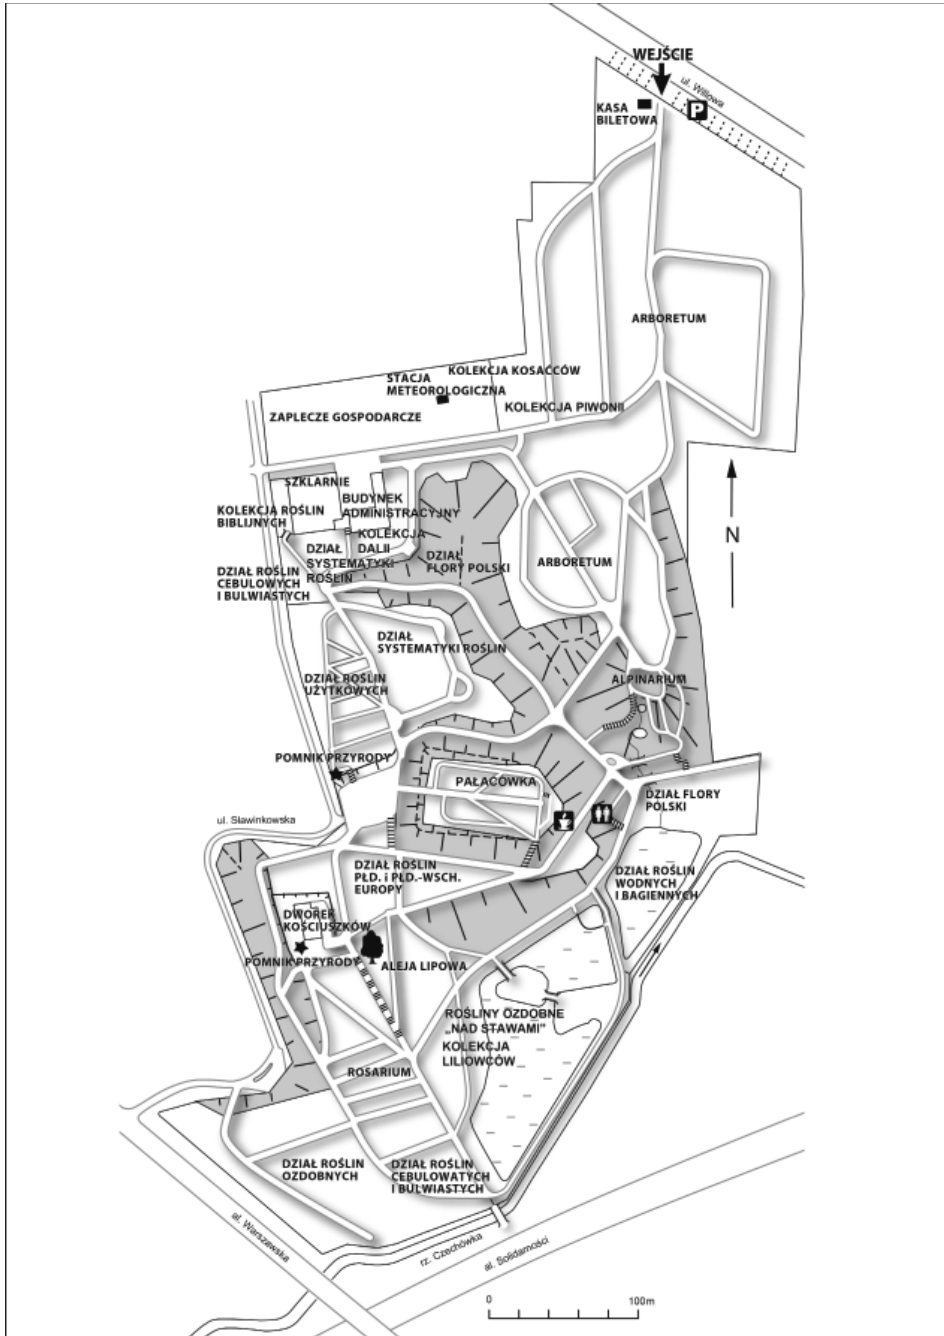 WEJŚCIE
ul. Willowa
KASA
BILETOWA
P
ARBORETUM
KOLEKCJA KOSAĆCÓW
STACJA
METEOROLOGICZNA
KOLEKCJA PIWONII
ZAPLECZE GOSPODARCZE
SZKLARNIE
BUDYNEK
ADMINISTRACYJNY
KOLEKCJA ROŚLIN
BIBLIJNYCH
KOLEKCJA
DALII
DZIAŁ
SYSTEMATYKI
ROŚLIN
DZIAŁ
FLORY POLSKI
ARBORETUM
N
DZIAŁ ROŚLIN
CEBULOWYCH
I BULWIASTYCH
DZIAŁ
SYSTEMATYKI ROŚLIN
DZIAŁ ROŚLIN
UŻYTKOWYCH
ALPINARIUM
POMNIK PRZYRODY
PAŁACÓWKA
DZIAŁ FLORY
POLSKI
ul. Sławinkowska
DZIAŁ ROŚLIN
PŁD. i PŁD.-WSCH.
EUROPY
DZIAŁ ROŚLIN
WODNYCH
I BAGIENNYCH
DWOREK
KOŚCIUSZKÓW
POMNIK PRZYRODY
ALEJA LIPOWA
ROŚLINY OZDOBNE
„NAD STAWAMI”
KOLEKCJA
LILIOWCÓW
ROSARIUM
DZIAŁ ROŚLIN
OZDOBNYCH
DZIAŁ ROŚLIN
CEBULOWATYCH
I BULWIASTYCH
al. Warszawska
rz. Czechówka
al. Solidarności
0
100m